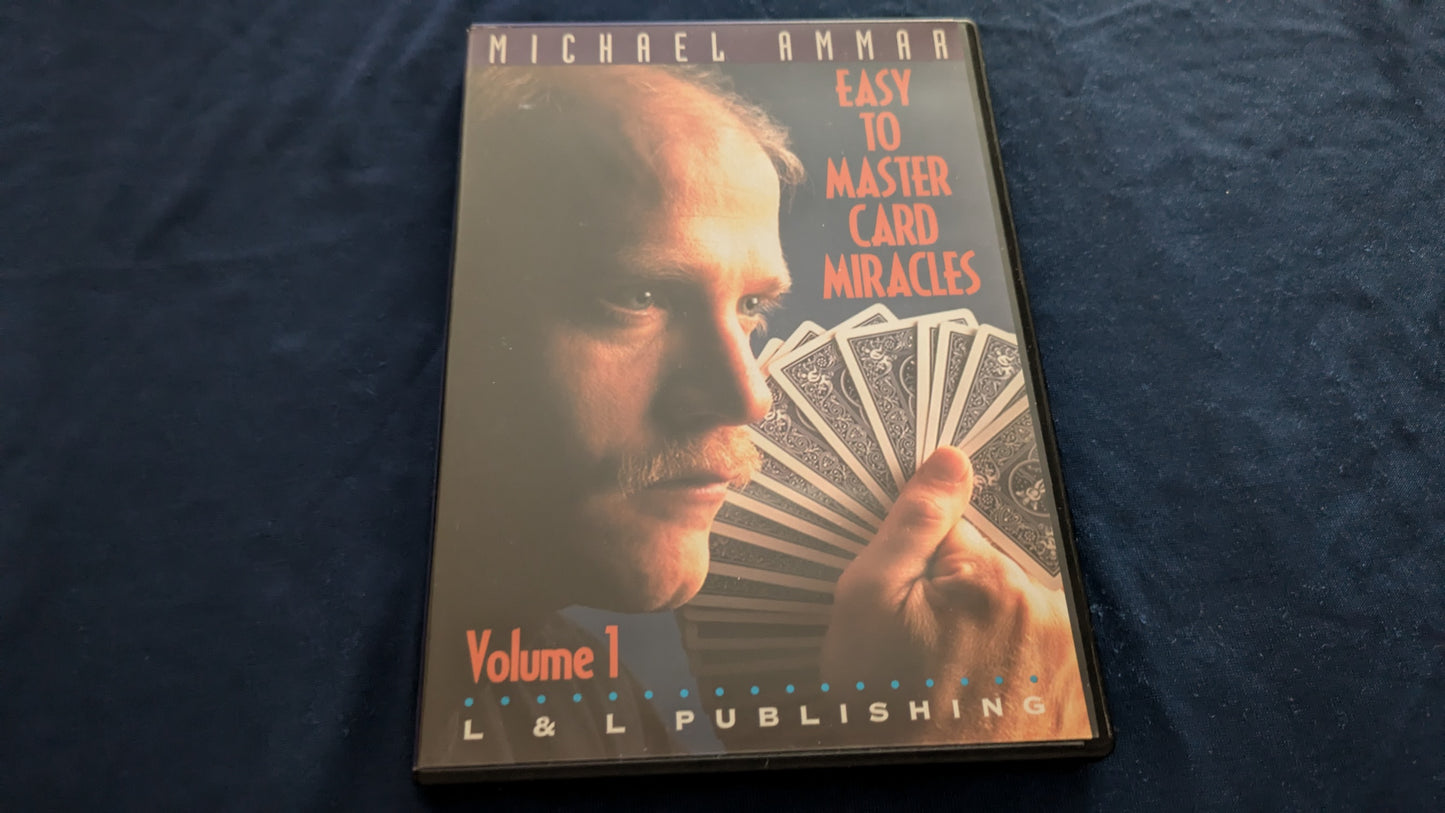 MICHAEL AMMAR
EASY
TO
MASTER
CARD
MIRACLES
Volume 1
L & L PUBLISHING